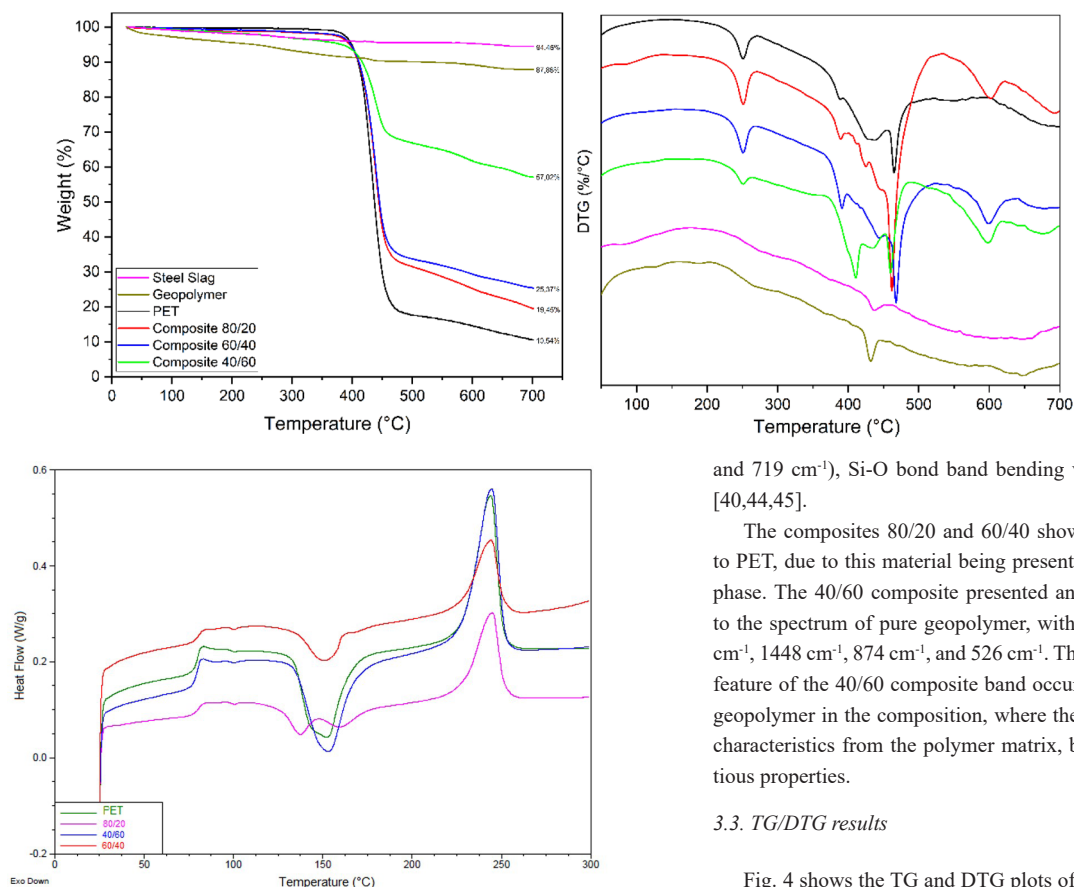 100
90
80
70
60
50
40
30
20
10
0
Weight (%)
94.46%
87,86%
57,02%
25,37%
19,46%
10,54%
Steel Slag
Geopolymer
PET
Composite 80/20
Composite 60/40
Composite 40/60
0 100 200 300 400 500 600 700
Temperature (°C)
DTG (%/°C)
100 200 300 400 500 600 700
Temperature (°C)
0.6
0.4
0.2
0.0
-0.2
Heat Flow (W/g)
PET
80/20
40/60
60/40
0 50 100 150 200 250 300
Exo Down
Temperature (°C)
and 719 cm⁻¹), Si-O bond band bending
[40,44,45].
The composites 80/20 and 60/40 show
to PET, due to this material being present
phase. The 40/60 composite presented an
to the spectrum of pure geopolymer, with
cm⁻¹, 1448 cm⁻¹, 874 cm⁻¹, and 526 cm⁻¹. Th
feature of the 40/60 composite band occur
geopolymer in the composition, where the
characteristics from the polymer matrix, b
tious properties.
3.3. TG/DTG results
Fig. 4 shows the TG and DTG plots of